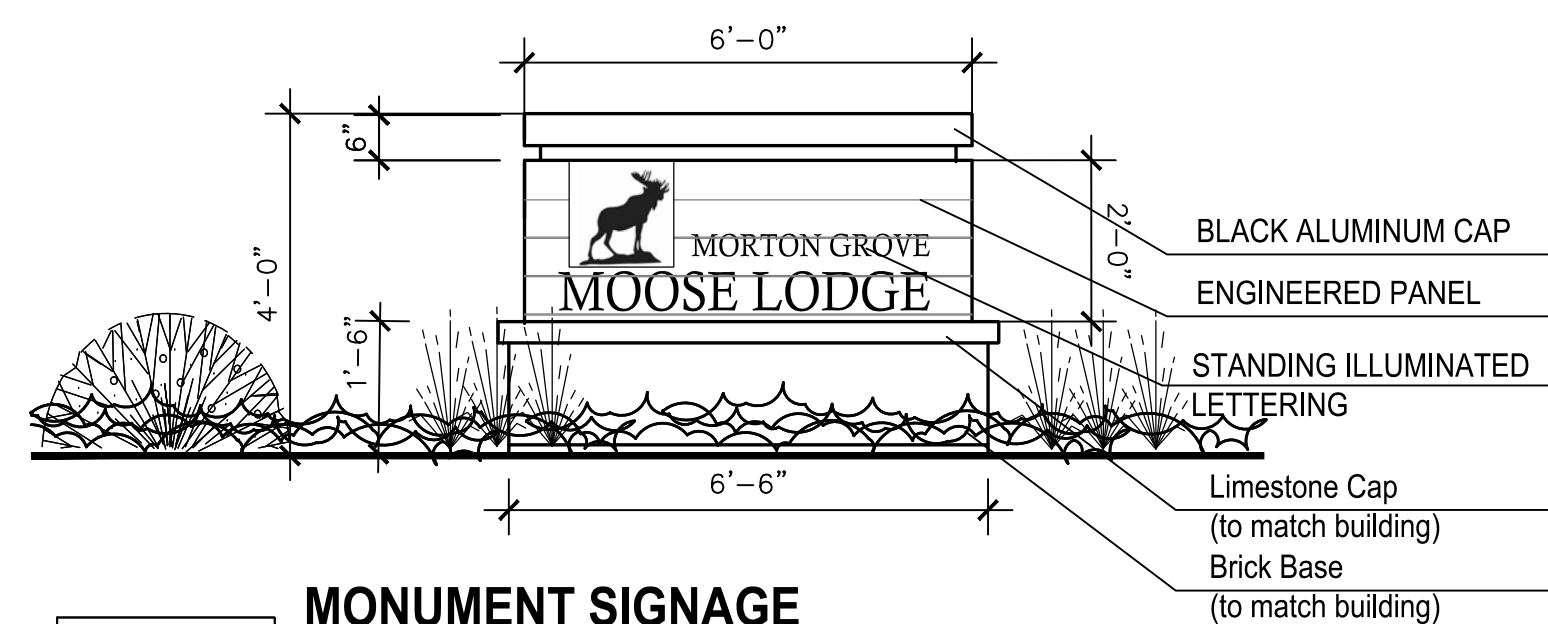 6'-0"
6"
4'-0"
2'-0"
1'-6"
MORTON GROVE
MOOSE LODGE
BLACK ALUMINUM CAP
ENGINEERED PANEL
STANDING ILLUMINATED
LETTERING
6'-6"
Limestone Cap
(to match building)
Brick Base
(to match building)
MONUMENT SIGNAGE